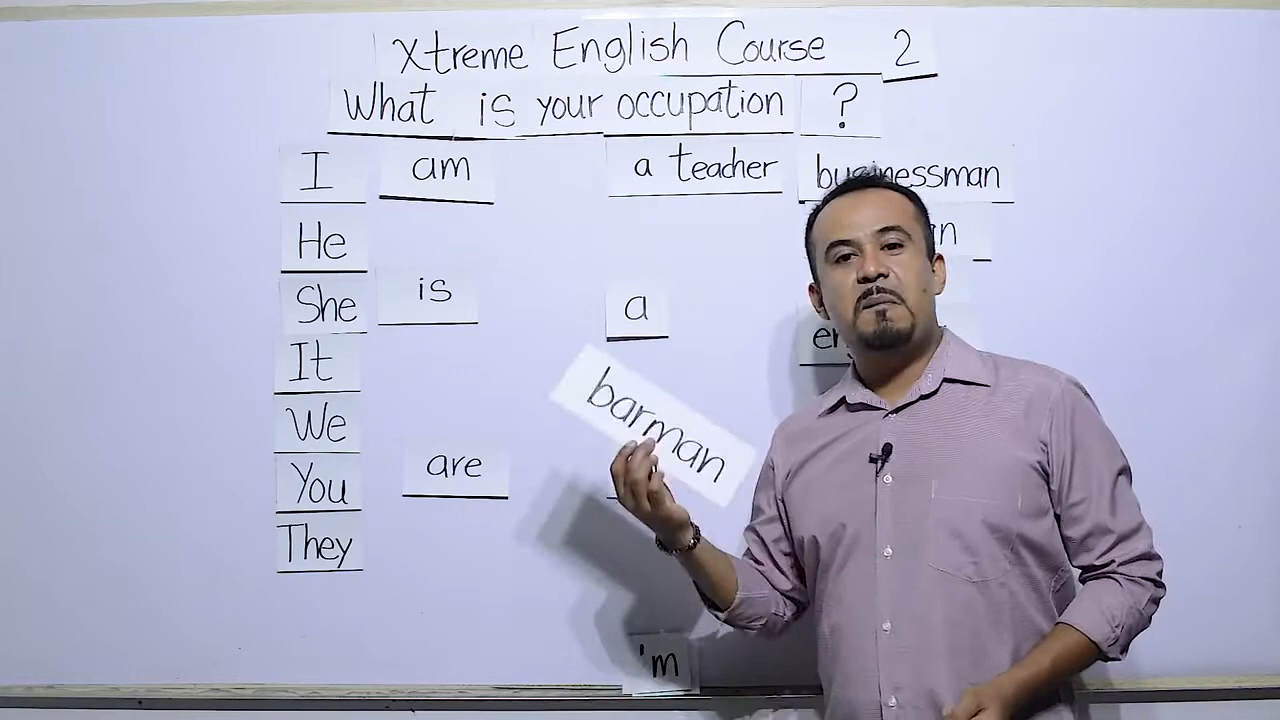 Xtreme English Course 2
What is your occupation ?
I am a teacher businessman
He
She is a
It
barman
We
You are
They
'm